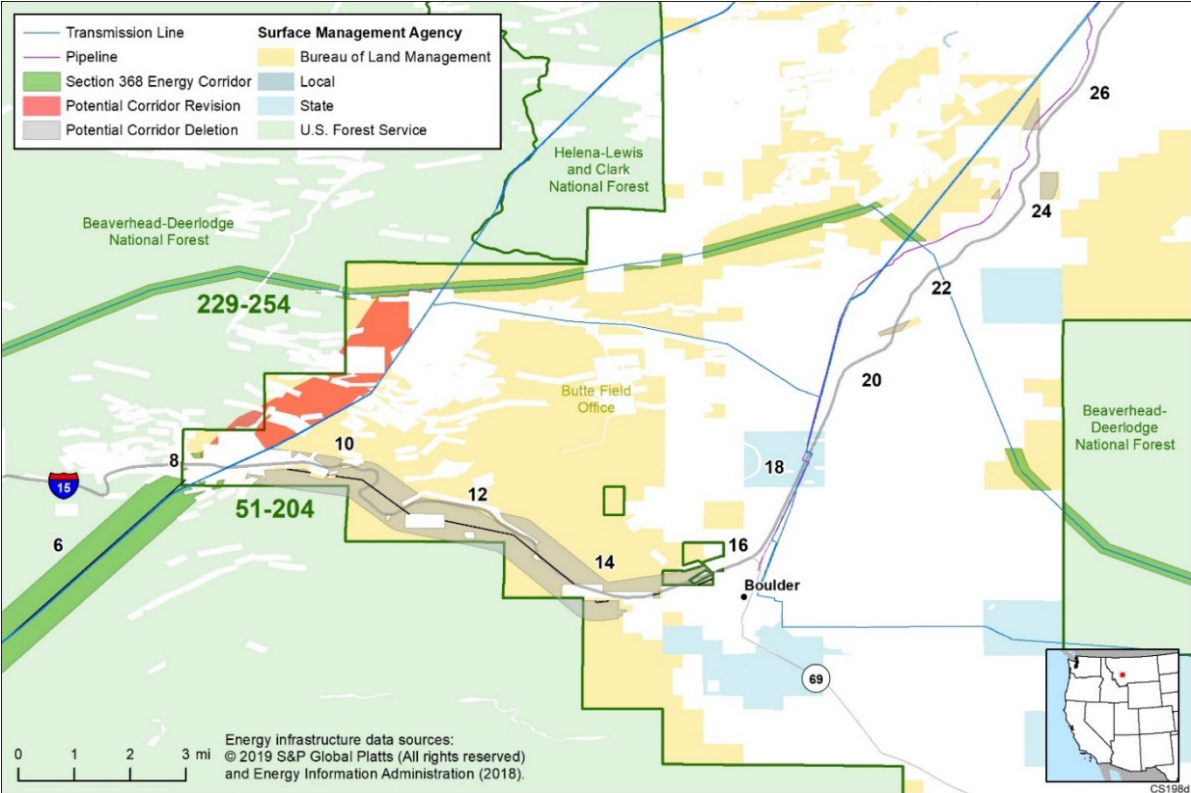 Transmission Line
Pipeline
Section 368 Energy Corridor
Potential Corridor Revision
Potential Corridor Deletion
Surface Management Agency
Bureau of Land Management
Local
State
U.S. Forest Service
26
Helena-Lewis
and Clark
National Forest
24
Beaverhead-Deerlodge
National Forest
229-254
22
20
Butte Field
Office
Beaverhead-
Deerlodge
National Forest
10
8
18
15
12
51-204
6
16
14
Boulder
69
Energy infrastructure data sources:
© 2019 S&P Global Platts (All rights reserved)
and Energy Information Administration (2018).
0 1 2 3 mi
CS198d